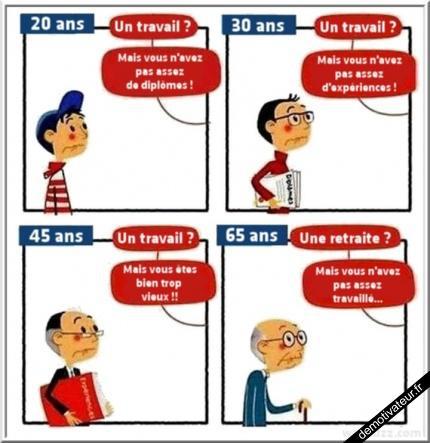 20 ans
Un travail ?
Mais vous n'avez
pas assez
de diplômes !
30 ans
Un travail ?
Mais vous n'avez
pas assez
d'expériences !
Diplômes
45 ans
Un travail ?
Mais vous êtes
bien trop
vieux !!
Expériences
65 ans
Une retraite ?
Mais vous n'avez
pas assez
travaillé...
demotivateur.fr